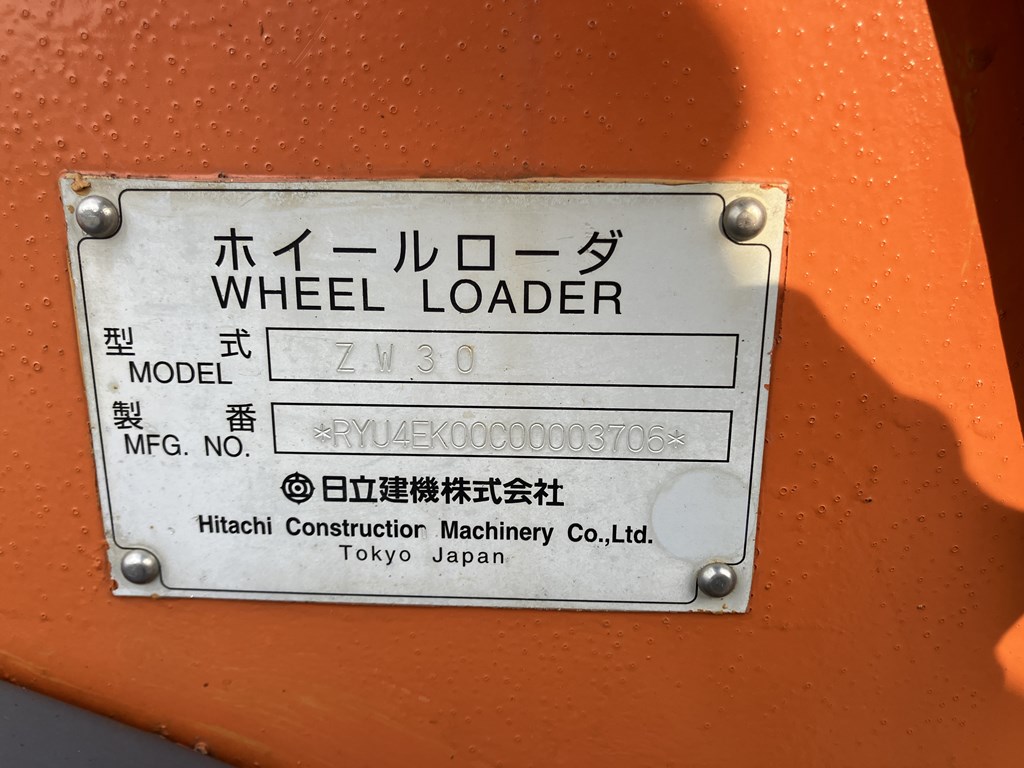 ホイールローダ
WHEEL LOADER
型式 ZW30
MODEL
製番 *RYU4EK00C00003706*
MFG. NO.
日立建機株式会社
Hitachi Construction Machinery Co.,Ltd.
Tokyo Japan